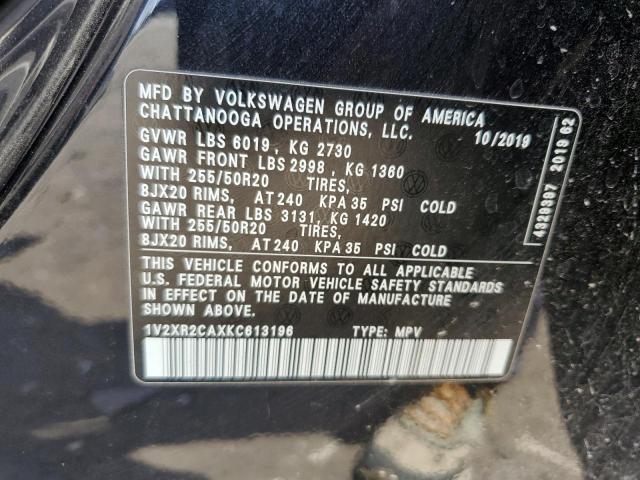 MFD BY VOLKSWAGEN GROUP OF AMERICA
CHATTANOOGA OPERATIONS, LLC. 10/2019
GVWR LBS 6019, KG 2730
GAWR FRONT LBS 2998, KG 1360
WITH 255/50R20 TIRES,
8JX20 RIMS, AT 240 KPA 35 PSI COLD
GAWR REAR LBS 3131, KG 1420
WITH 255/50R20 TIRES,
8JX20 RIMS, AT 240 KPA 35 PSI COLD
THIS VEHICLE CONFORMS TO ALL APPLICABLE
U.S. FEDERAL MOTOR VEHICLE SAFETY STANDARDS
IN EFFECT ON THE DATE OF MANUFACTURE
SHOWN ABOVE.
1V2XR2CAXKC613196 TYPE: MPV
4329397 2019 62